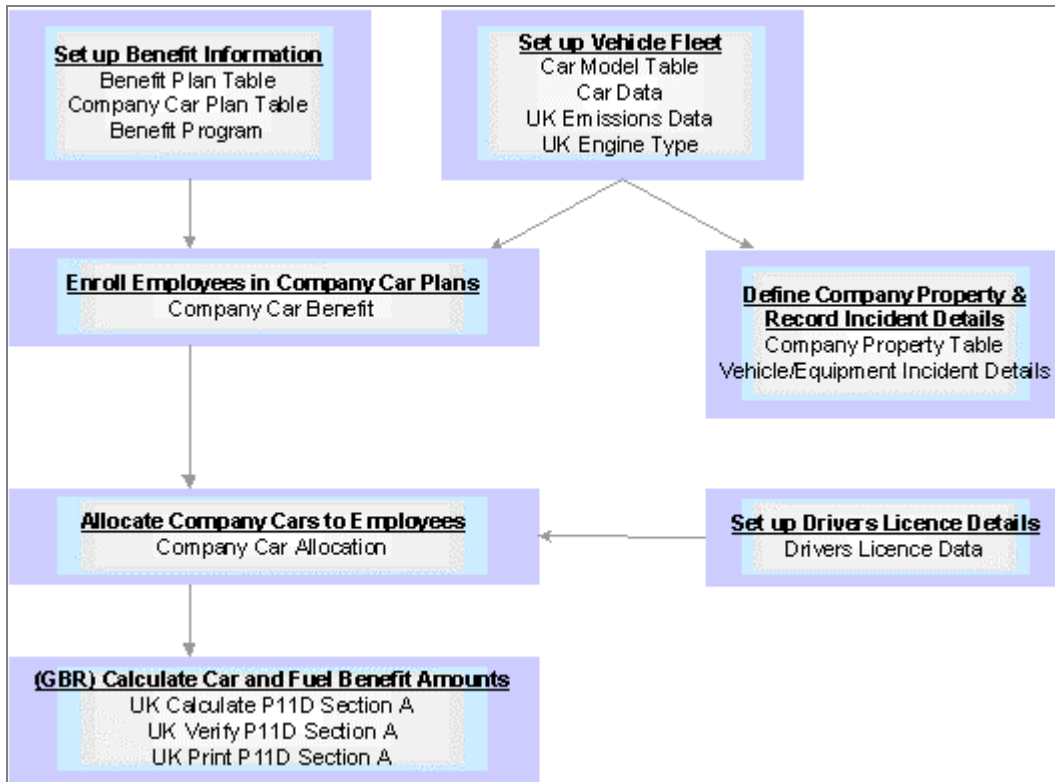 Set up Benefit Information
Benefit Plan Table
Company Car Plan Table
Benefit Program
Set up Vehicle Fleet
Car Model Table
Car Data
UK Emissions Data
UK Engine Type
Enroll Employees in Company Car Plans
Company Car Benefit
Define Company Property &
Record Incident Details
Company Property Table
Vehicle/Equipment Incident Details
Allocate Company Cars to Employees
Company Car Allocation
Set up Drivers Licence Details
Drivers Licence Data
(GBR) Calculate Car and Fuel Benefit Amounts
UK Calculate P11D Section A
UK Verify P11D Section A
UK Print P11D Section A